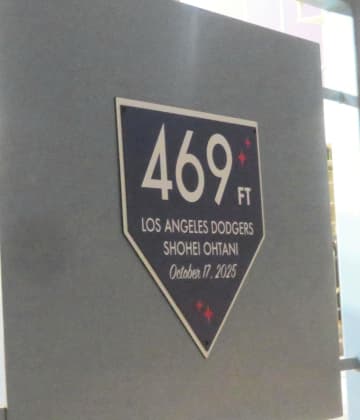 469 FT
LOS ANGELES DODGERS
SHOHEI OHTANI
October 17, 2025